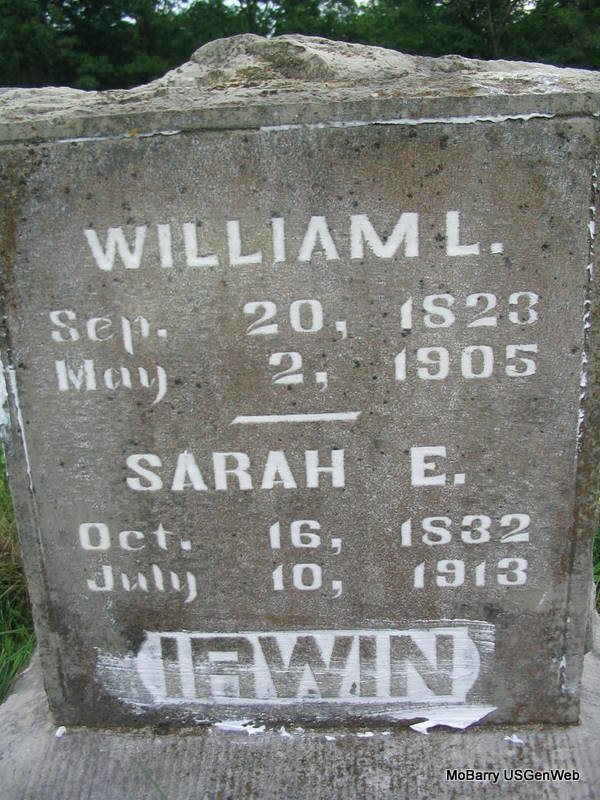 WILLIAM L.
Sep. 20, 1823
May 2, 1905
SARAH E.
Oct. 16, 1832
July 10, 1913
IRWIN
MoBarry USGenWeb